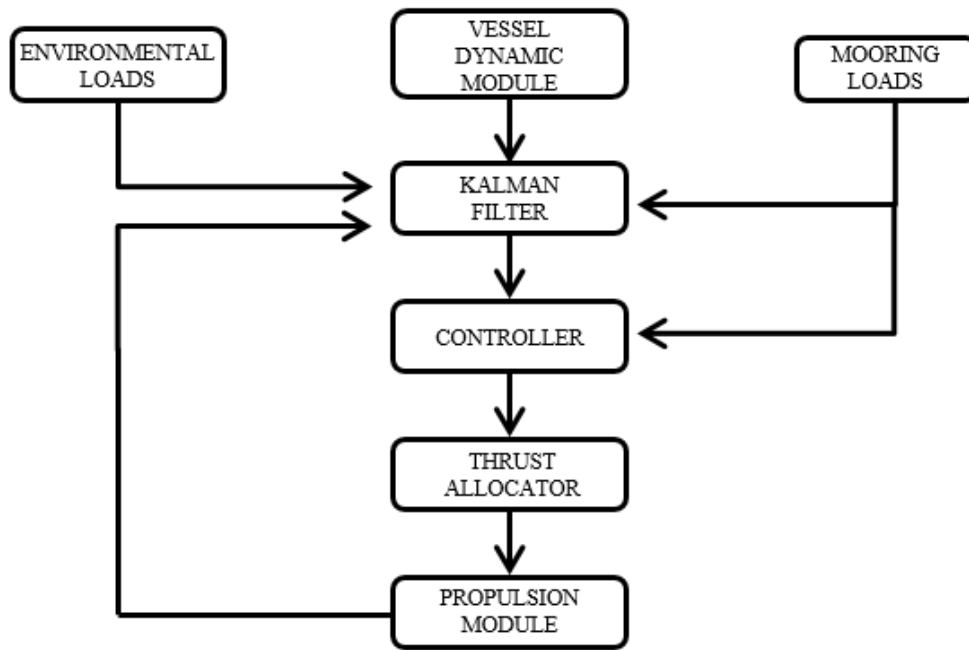 ENVIRONMENTAL
LOADS
VESSEL
DYNAMIC
MODULE
MOORING
LOADS
KALMAN
FILTER
CONTROLLER
THRUST
ALLOCATOR
PROPULSION
MODULE